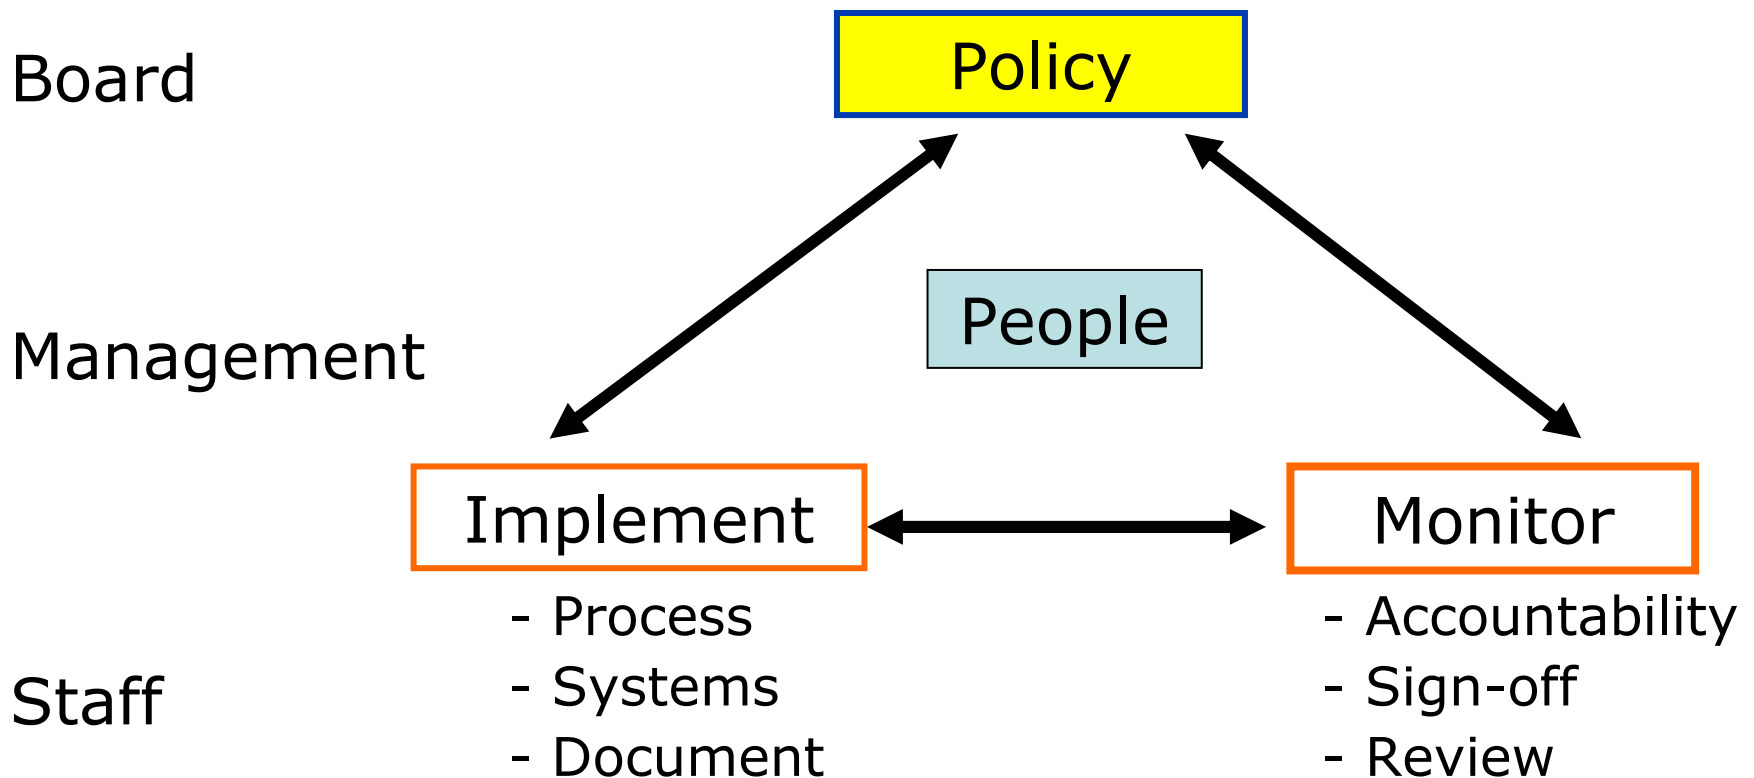 Board
Policy
Management
People
Implement
Monitor
- Process
- Systems
- Document
- Accountability
- Sign-off
- Review
Staff